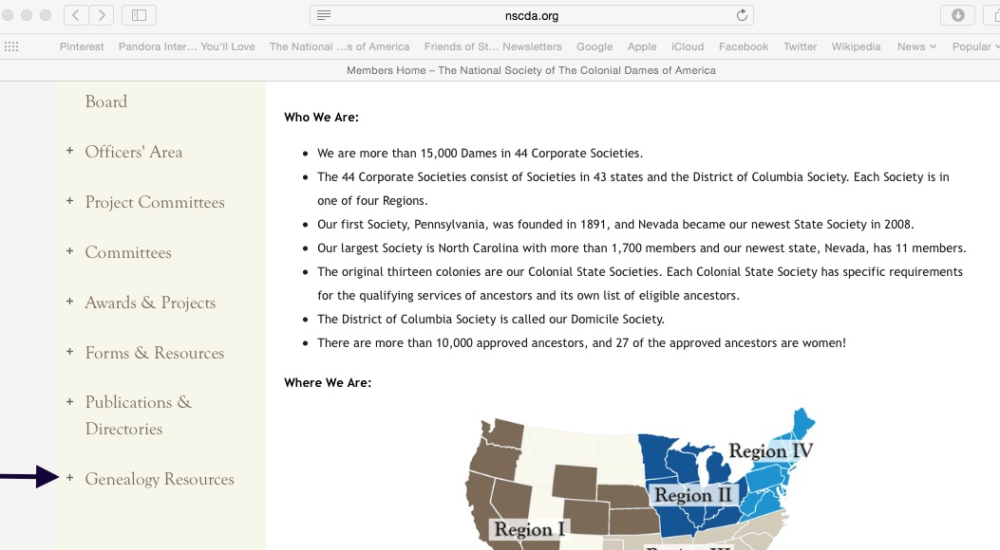 nscda.org
Pinterest Pandora Inter... You'll Love The National ...s of America Friends of St... Newsletters Google Apple iCloud Facebook Twitter Wikipedia News Popular
Members Home – The National Society of The Colonial Dames of America
Board
+ Officers' Area
+ Project Committees
+ Committees
+ Awards & Projects
+ Forms & Resources
+ Publications &
Directories
+ Genealogy Resources
Who We Are:
• We are more than 15,000 Dames in 44 Corporate Societies.
• The 44 Corporate Societies consist of Societies in 43 states and the District of Columbia Society. Each Society is in
one of four Regions.
• Our first Society, Pennsylvania, was founded in 1891, and Nevada became our newest State Society in 2008.
• Our largest Society is North Carolina with more than 1,700 members and our newest state, Nevada, has 11 members.
• The original thirteen colonies are our Colonial State Societies. Each Colonial State Society has specific requirements
for the qualifying services of ancestors and its own list of eligible ancestors.
• The District of Columbia Society is called our Domicile Society.
• There are more than 10,000 approved ancestors, and 27 of the approved ancestors are women!
Where We Are:
Region IV
Region II
Region I